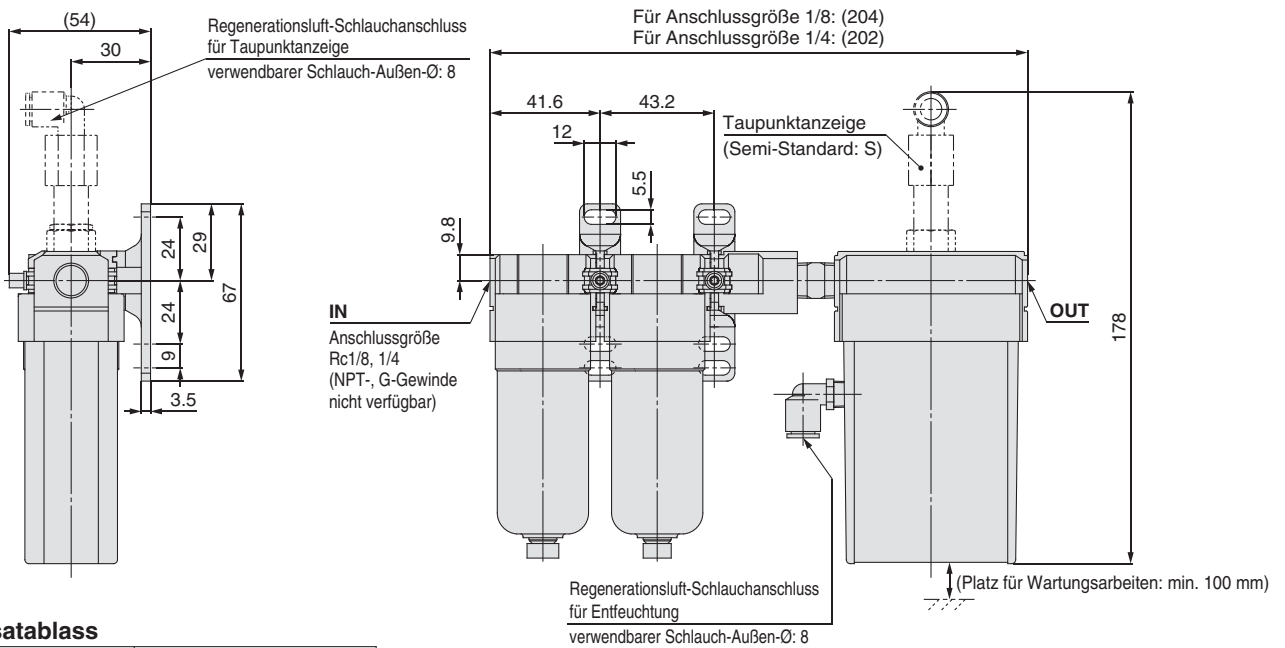 (54)
30
Regenerationsluft-Schlauchanschluss
für Taupunktanzeige
verwendbarer Schlauch-Außen-Ø: 8
24
29
67
24
9
3.5
Für Anschlussgröße 1/8: (204)
Für Anschlussgröße 1/4: (202)
41.6
43.2
12
5.5
9.8
Taupunktanzeige
(Semi-Standard: S)
IN
Anschlussgröße
Rc1/8, 1/4
(NPT-, G-Gewinde
nicht verfügbar)
OUT
178
(Platz für Wartungsarbeiten: min. 100 mm)
Regenerationsluft-Schlauchanschluss
für Entfeuchtung
verwendbarer Schlauch-Außen-Ø: 8
satablass